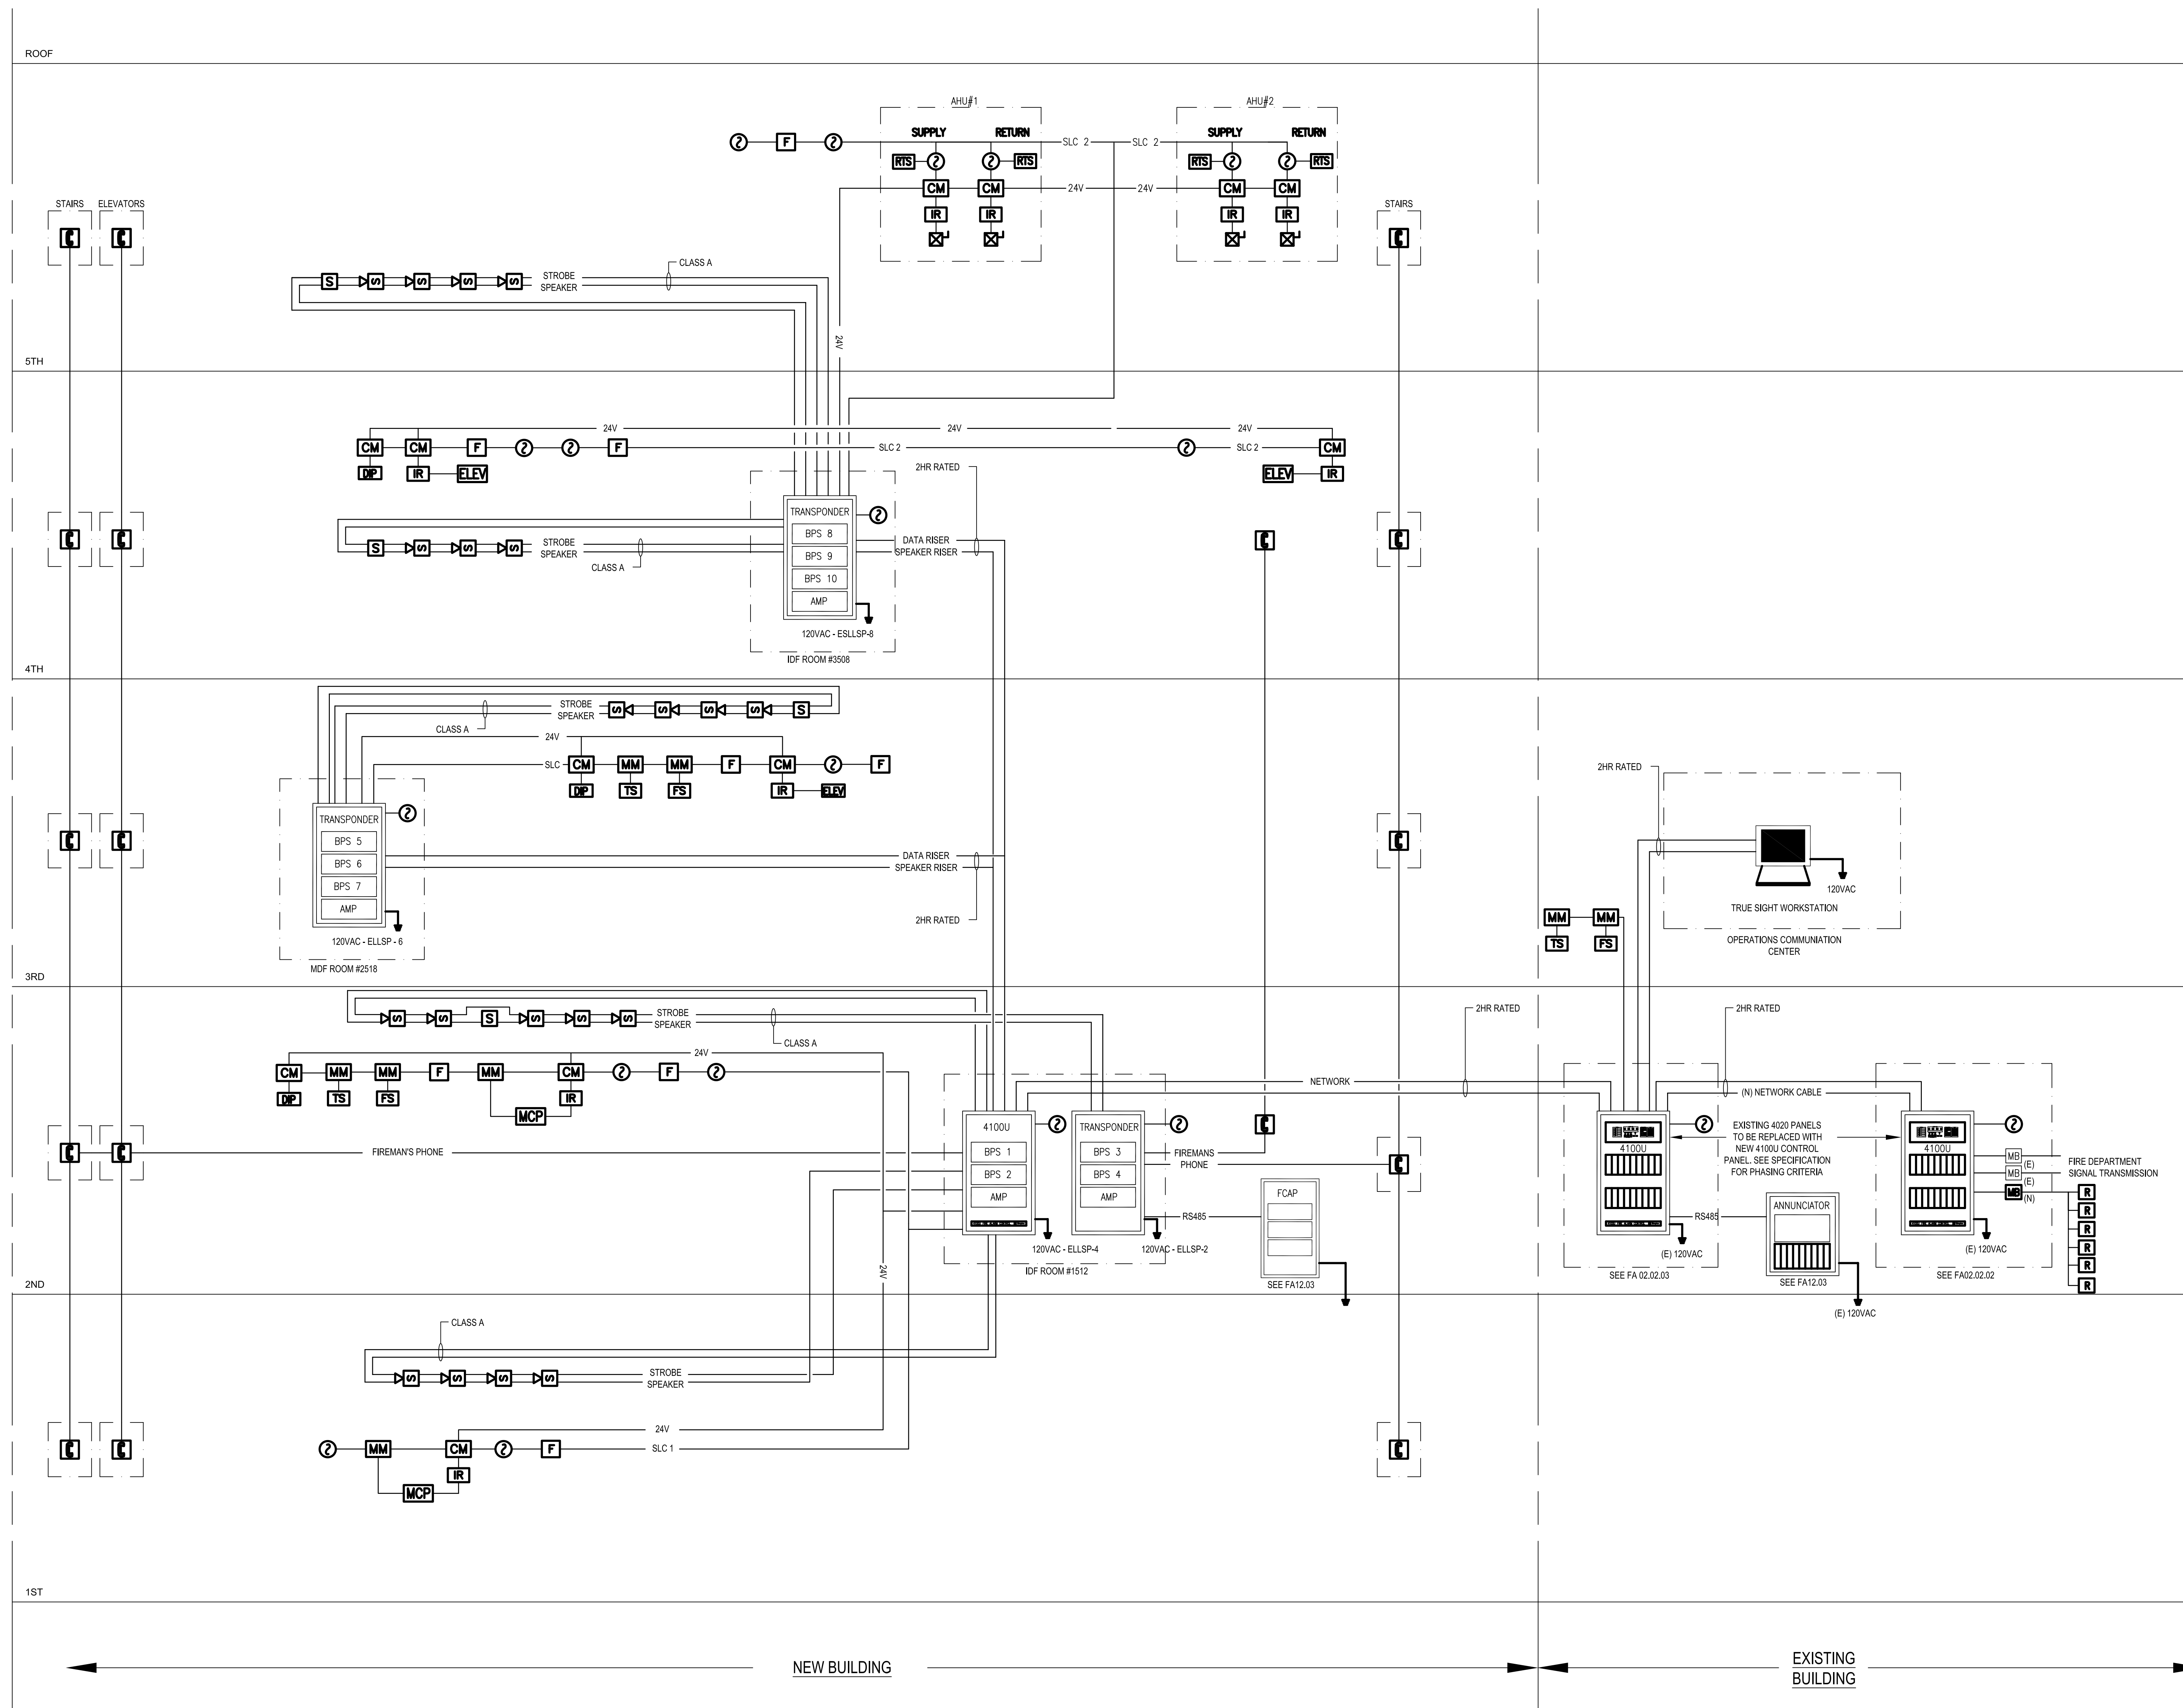 ROOF
AHU#1
AHU#2
SUPPLY RETURN
SLC 2
SLC 2
SUPPLY RETURN
F
RTS RTS
RTS RTS
CM CM
24V
24V
CM CM
IR IR
IR IR
STAIRS ELEVATORS
STAIRS
CLASS A
S S S S S
STROBE
SPEAKER
24V
5TH
24V
24V
24V
CM CM F F
SLC 2
SLC 2
CM
DIP IR ELEV
2HR RATED
ELEV IR
TRANSPONDER
BPS 8
BPS 9
BPS 10
AMP
S S S S
STROBE
SPEAKER
CLASS A
DATA RISER
SPEAKER RISER
120VAC - ESLLSP-8
IDF ROOM #3508
4TH
STROBE
SPEAKER
S S S S S
CLASS A
24V
SLC
CM MM MM F CM F
DIP TS FS IR ELEV
2HR RATED
TRANSPONDER
BPS 5
BPS 6
BPS 7
AMP
DATA RISER
SPEAKER RISER
2HR RATED
120VAC
TRUE SIGHT WORKSTATION
MM MM
TS FS
OPERATIONS COMMUNIATION
CENTER
120VAC - ELLSP - 6
MDF ROOM #2518
3RD
S S S S S S
STROBE
SPEAKER
CLASS A
2HR RATED
2HR RATED
24V
CM MM MM F MM CM F
DIP TS FS IR
MCP
NETWORK
(N) NETWORK CABLE
4100U
BPS 1
BPS 2
AMP
TRANSPONDER
BPS 3
BPS 4
AMP
FIREMAN'S PHONE
FIREMANS
PHONE
EXISTING 4020 PANELS
TO BE REPLACED WITH
NEW 4100U CONTROL
PANEL. SEE SPECIFICATION
FOR PHASING CRITERIA
4100U
4100U
MB
(E)
MB
(E)
MB
(N)
FIRE DEPARTMENT
SIGNAL TRANSMISSION
R
R
R
R
R
R
FCAP
RS485
RS485
ANNUNCIATOR
120VAC - ELLSP-4
120VAC - ELLSP-2
IDF ROOM #1512
SEE FA12.03
(E) 120VAC
SEE FA 02.02.03
SEE FA12.03
(E) 120VAC
SEE FA02.02.02
24V
2ND
(E) 120VAC
CLASS A
S S S S
STROBE
SPEAKER
24V
MM CM F
SLC 1
IR
MCP
1ST
NEW BUILDING
EXISTING
BUILDING